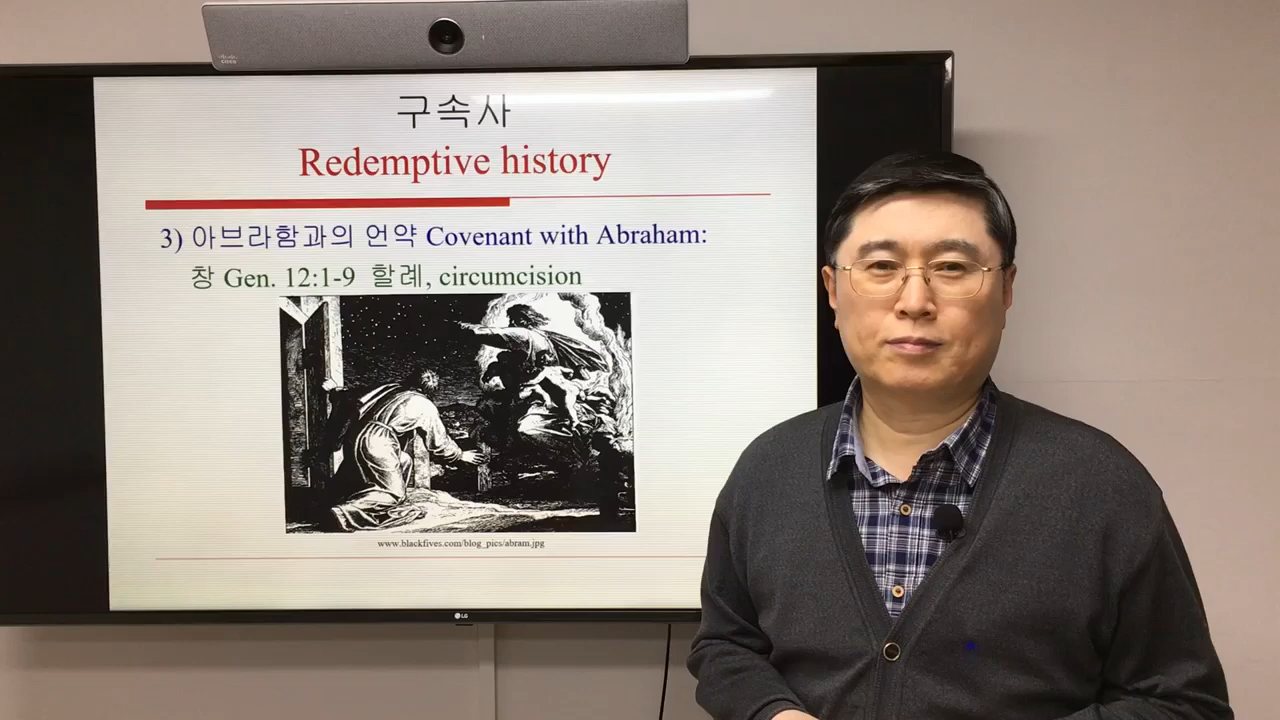 CISCO
구속사
Redemptive history
3) 아브라함과의 언약 Covenant with Abraham:
창 Gen. 12:1-9 할례, circumcision
www.blackfives.com/blog_pics/abram.jpg
LG